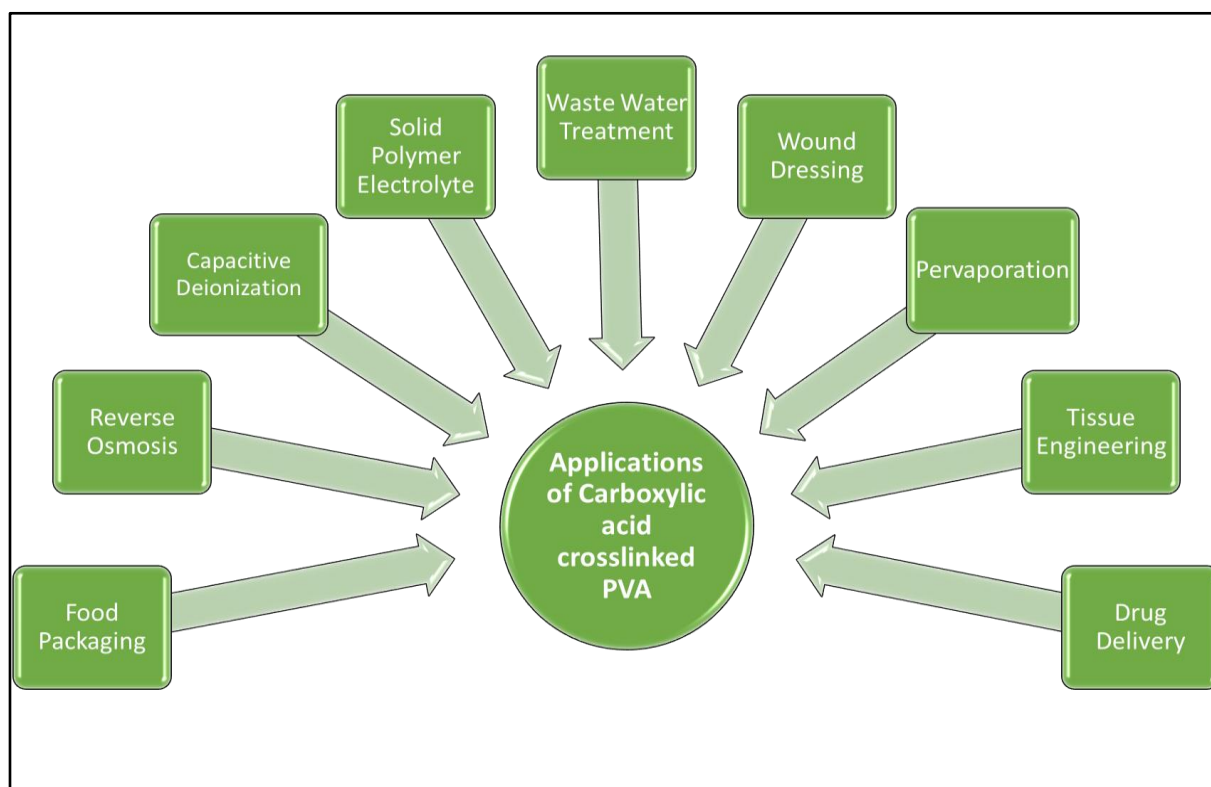 Waste Water
Treatment
Solid
Polymer
Electrolyte
Wound
Dressing
Capacitive
Deionization
Pervaporation
Reverse
Osmosis
Tissue
Engineering
Applications
of Carboxylic
acid
crosslinked
PVA
Food
Packaging
Drug
Delivery